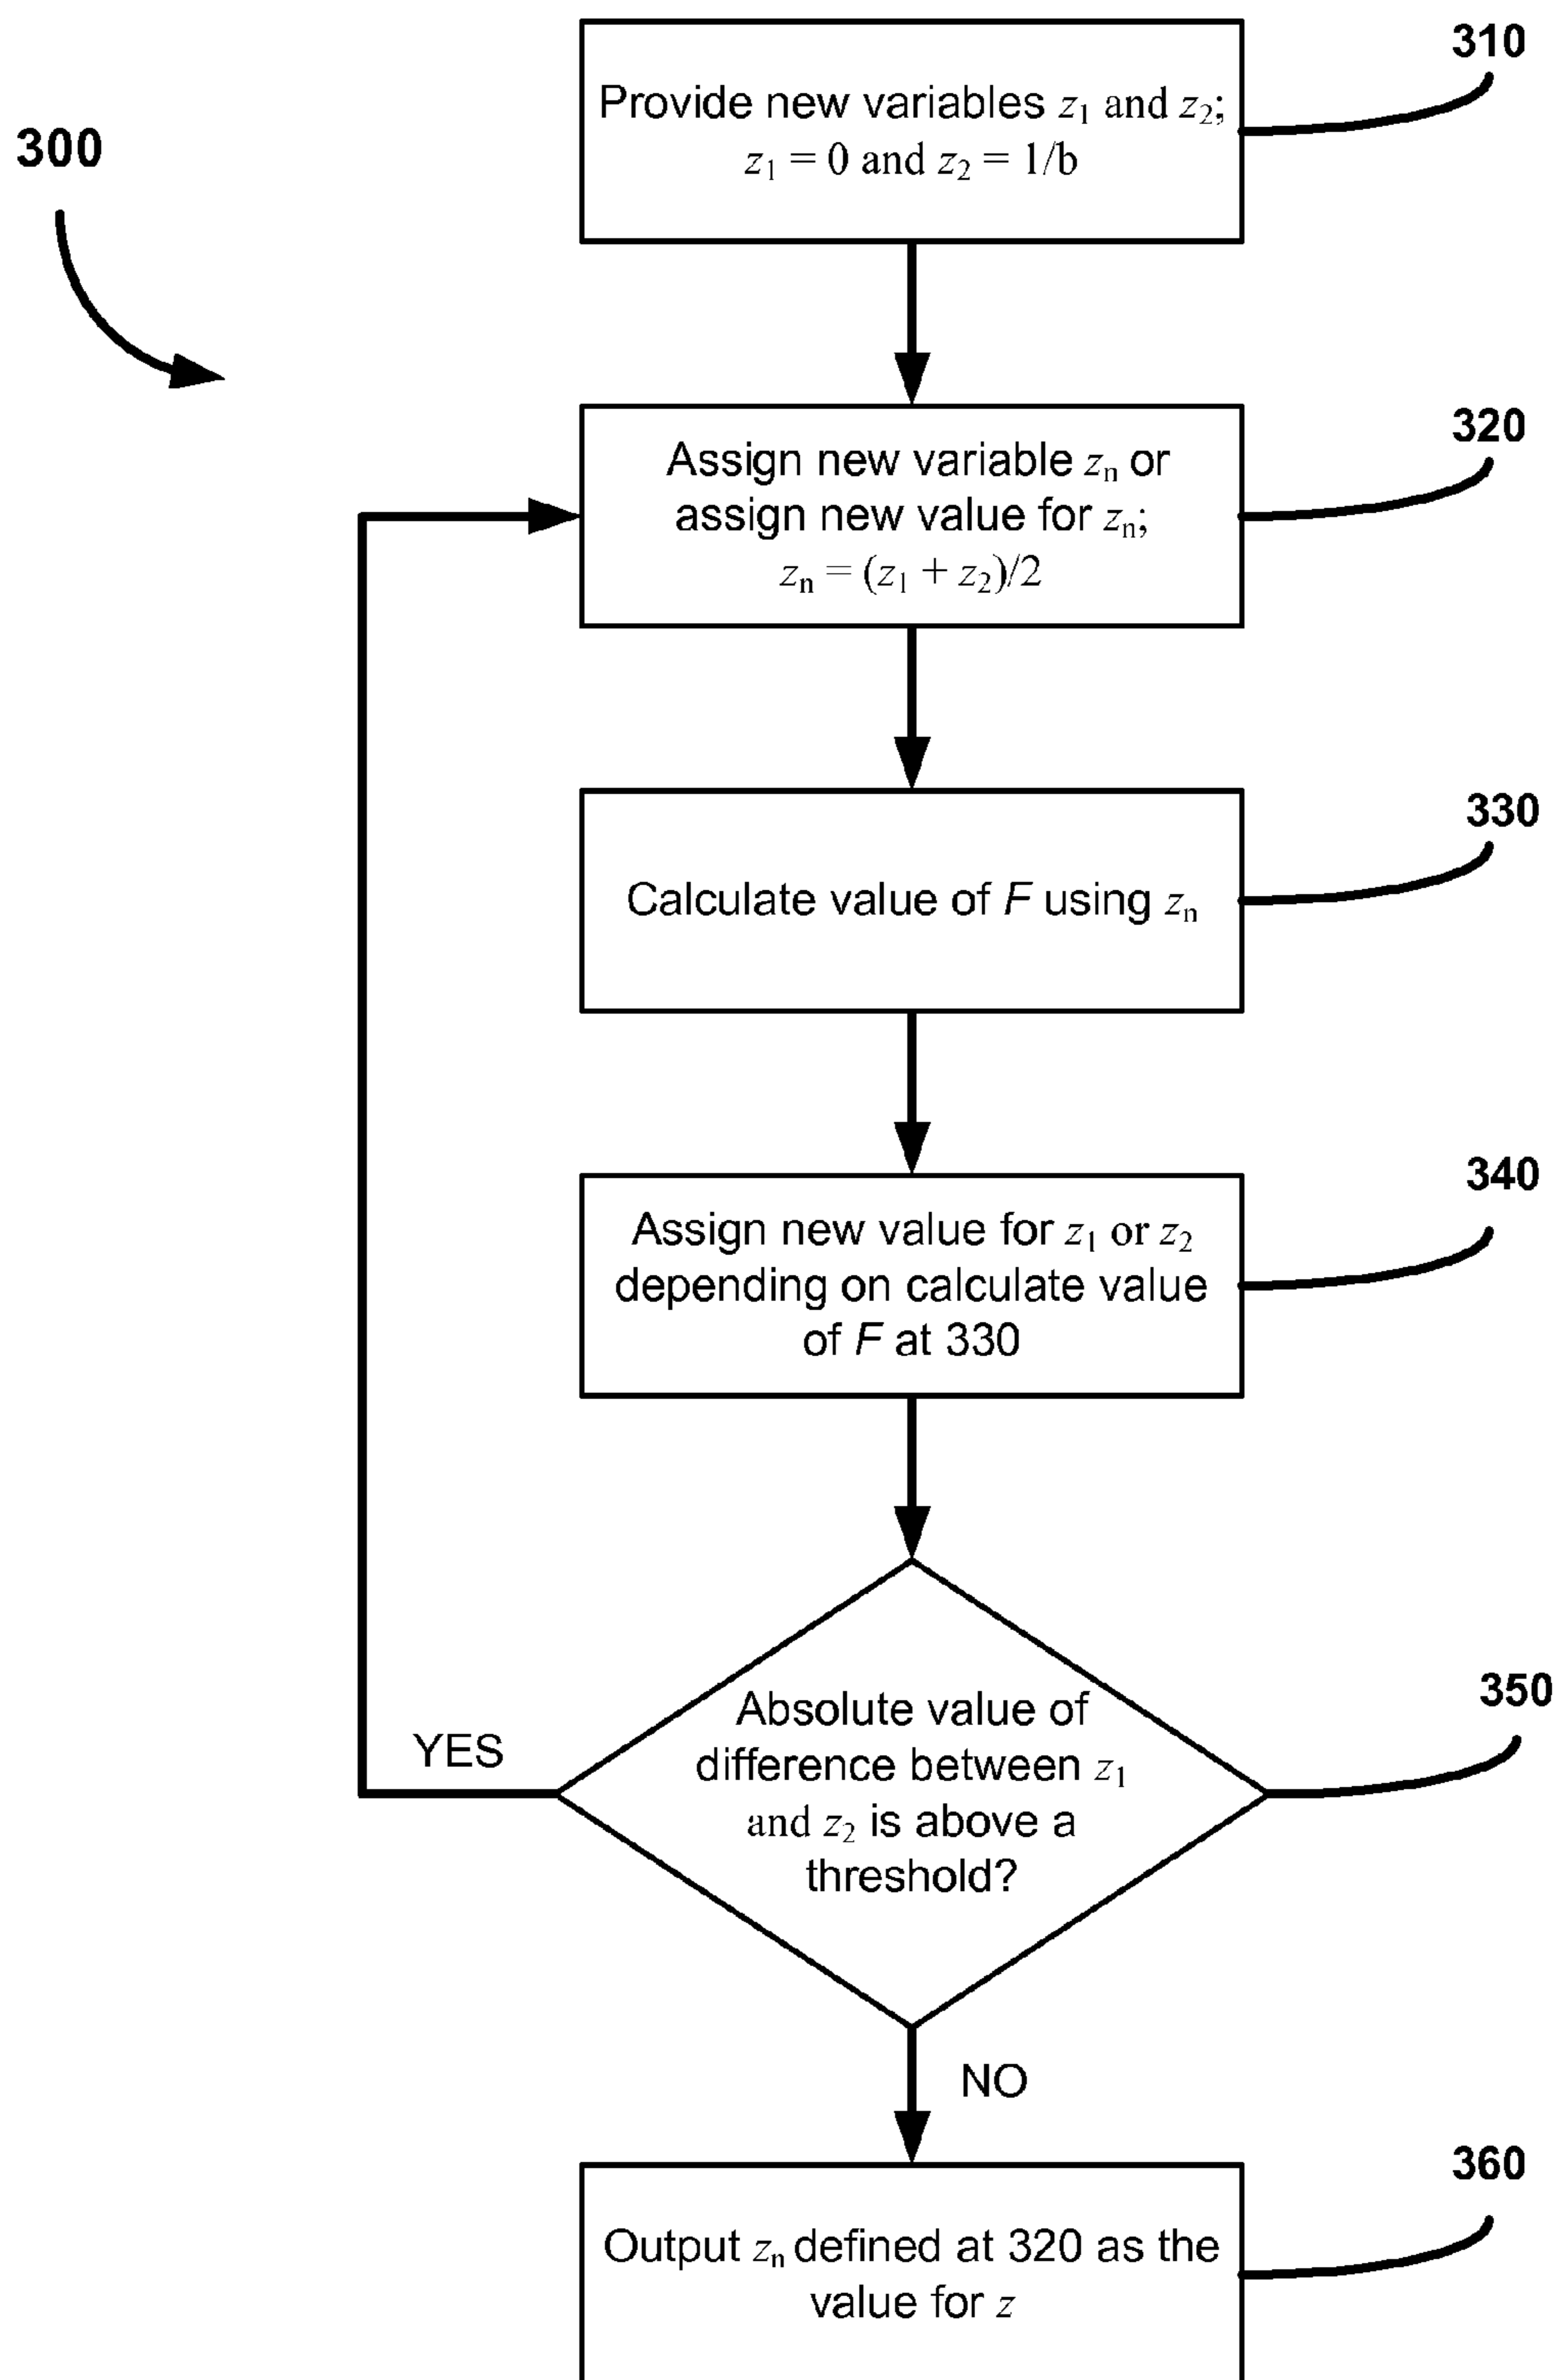 310
Provide new variables z₁ and z₂;
z₁ = 0 and z₂ = 1/b
300
320
Assign new variable zₙ or
assign new value for zₙ;
zₙ = (z₁ + z₂)/2
330
Calculate value of F using zₙ
340
Assign new value for z₁ or z₂
depending on calculate value
of F at 330
350
Absolute value of
difference between z₁
and z₂ is above a
threshold?
YES
NO
360
Output zₙ defined at 320 as the
value for z